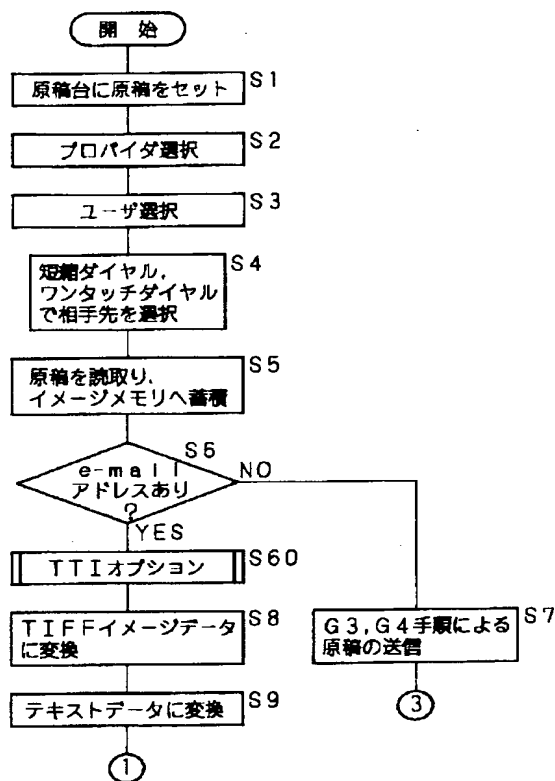 開 始
原稿台に原稿をセット
S1
プロバイダ選択
S2
ユーザ選択
S3
短縮ダイヤル,
ワンタッチダイヤル
で相手先を選択
S4
原稿を読取り,
イメージメモリへ蓄積
S5
e-mail
アドレスあり
?
S6
NO
YES
TTIオプション
S60
TIFFイメージデータ
に変換
S8
G3,G4手順による
原稿の送信
S7
テキストデータに変換
S9
3
1